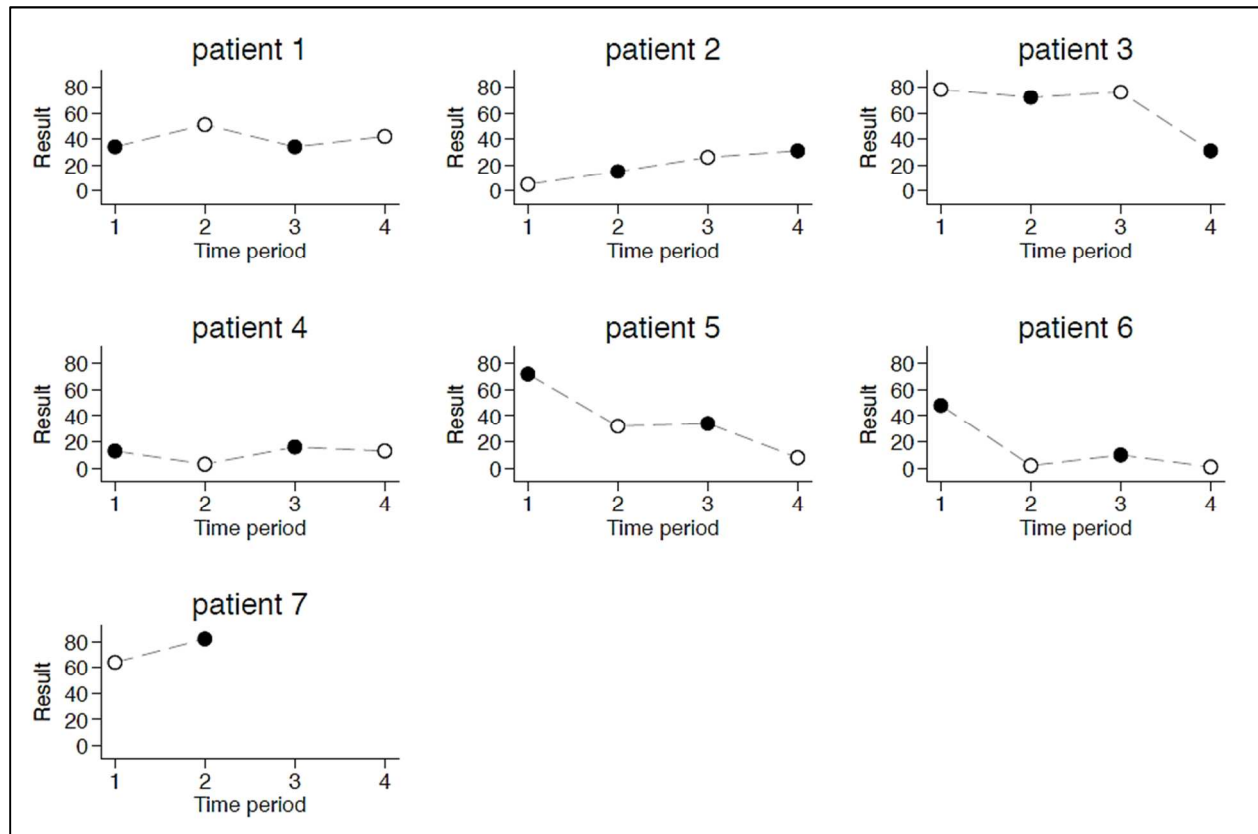 patient 1
80
60
40
20
0
Result
1 2 3 4
Time period
patient 2
80
60
40
20
0
Result
1 2 3 4
Time period
patient 3
80
60
40
20
0
Result
1 2 3 4
Time period
patient 4
80
60
40
20
0
Result
1 2 3 4
Time period
patient 5
80
60
40
20
0
Result
1 2 3 4
Time period
patient 6
80
60
40
20
0
Result
1 2 3 4
Time period
patient 7
80
60
40
20
0
Result
1 2 3 4
Time period